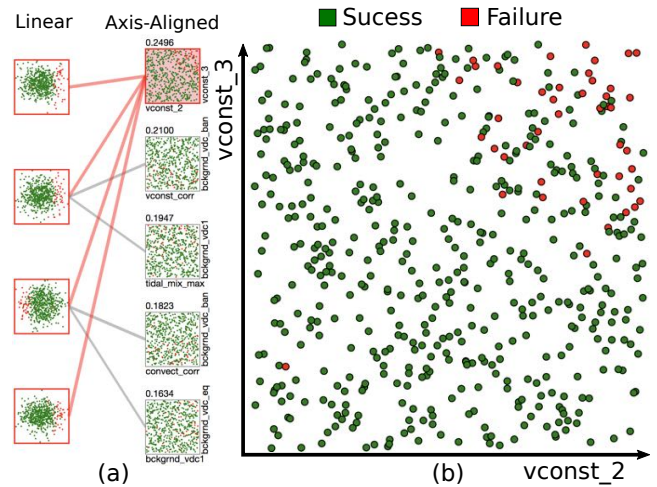 Linear
Axis-Aligned
0.2496
vconst_3
vconst_2
0.2100
bckgrnd_vdc_ban
vconst_corr
0.1947
bckgrnd_vdc1
tidal_mix_max
0.1823
bckgrnd_vdc_ban
convect_corr
0.1634
bckgrnd_vdc_eq
bckgrnd_vdc1
(a)
Sucess
Failure
vconst_3
(b)
vconst_2